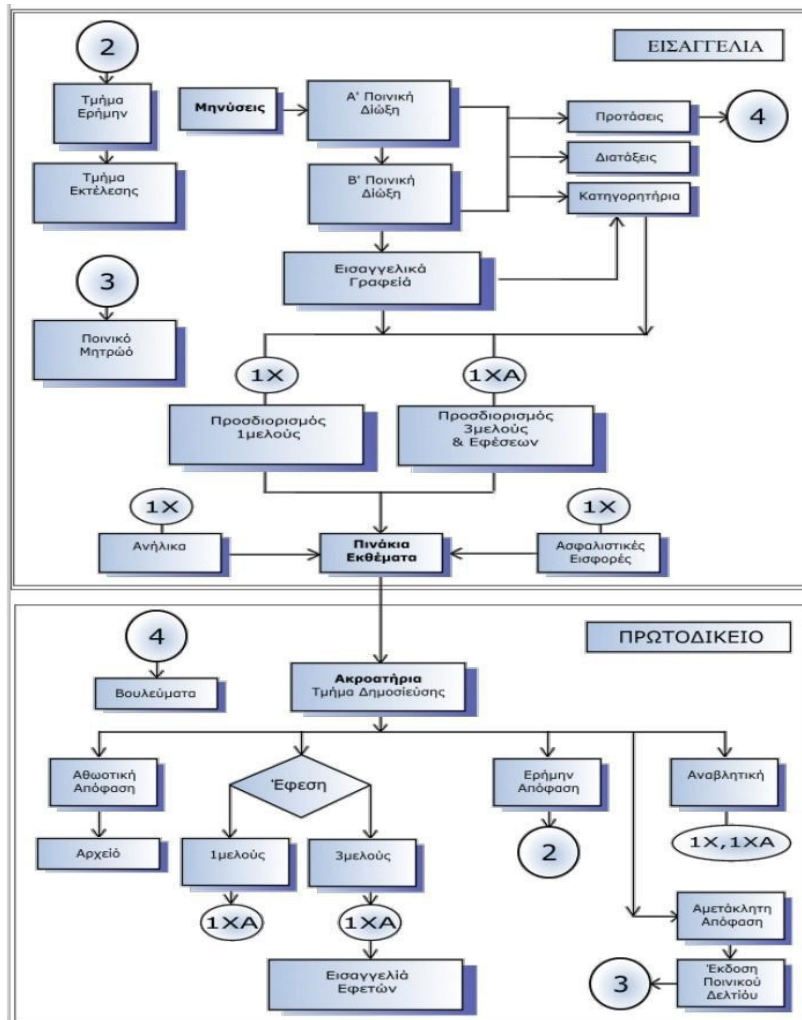 2
ΕΙΣΑΓΓΕΛΙΑ
Τμήμα
Ερήμην
Μηνύσεις
Α' Ποινική
Δίωξη
Προτάσεις
4
Διατάξεις
Τμήμα
Εκτέλεσης
Β' Ποινική
Δίωξη
Κατηγορητήρια
Εισαγγελικά
Γραφεία
3
Ποινικό
Μητρώο
1Χ
1ΧΑ
Προσδιορισμός
1μελούς
Προσδιορισμός
3μελούς
& Εφέσεων
1Χ
1Χ
Ανήλικα
Πινάκια
Εκθέματα
Ασφαλιστικές
Εισφορές
4
ΠΡΩΤΟΔΙΚΕΙΟ
Βουλεύματα
Ακροατήρια
Τμήμα Δημοσίευσης
Αθωοτική
Απόφαση
Έφεση
Ερήμην
Απόφαση
Αναβλητική
Αρχείο
1μελούς
3μελούς
2
1Χ,1ΧΑ
1ΧΑ
1ΧΑ
Αμετάκλητη
Απόφαση
Εισαγγελία
Εφετών
3
Έκδοση
Ποινικού
Δελτίου